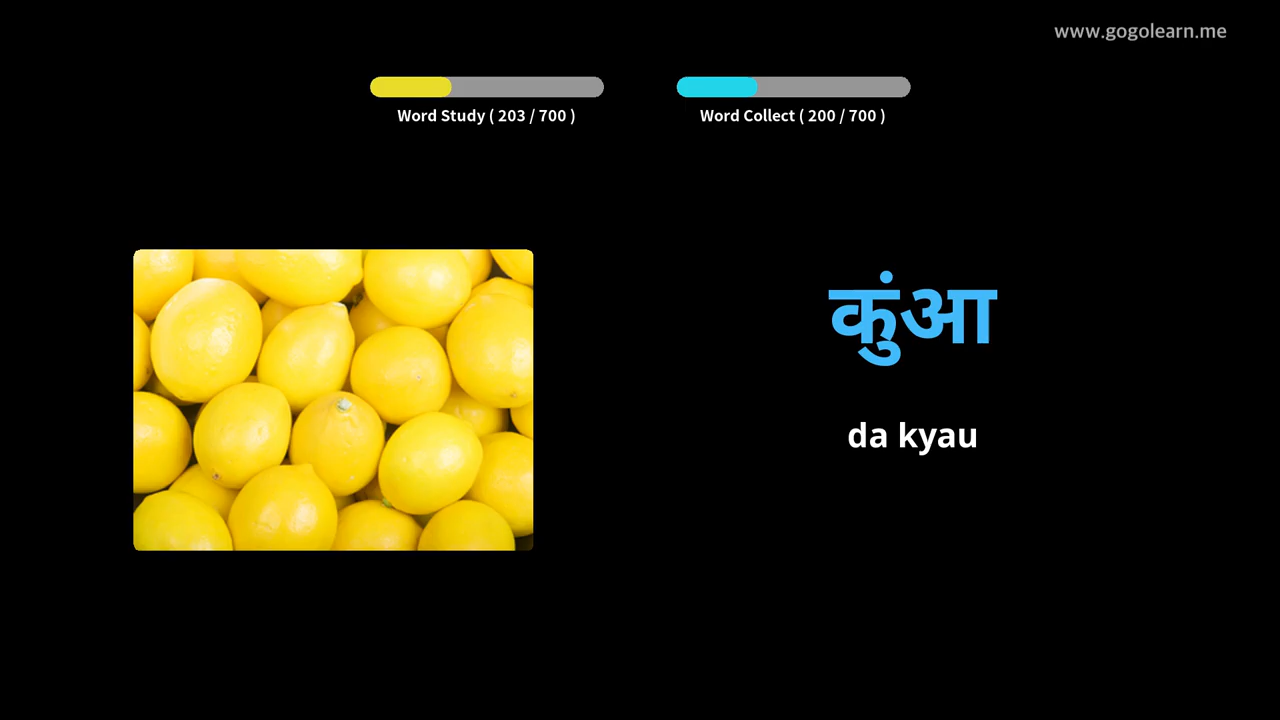 www.gogolearn.me
Word Study ( 203 / 700 )
Word Collect ( 200 / 700 )
कुंआ
da kyau